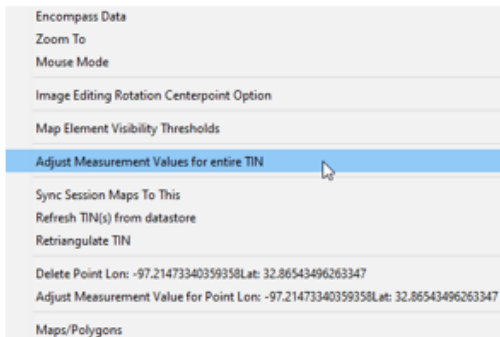 Encompass Data
Zoom To
Mouse Mode
Image Editing Rotation Centerpoint Option
Map Element Visibility Thresholds
Adjust Measurement Values for entire TIN
Sync Session Maps To This
Refresh TIN(s) from datastore
Retriangulate TIN
Delete Point Lon: -97.21473340359358Lat: 32.86543496263347
Adjust Measurement Value for Point Lon: -97.21473340359358Lat: 32.86543496263347
Maps/Polygons